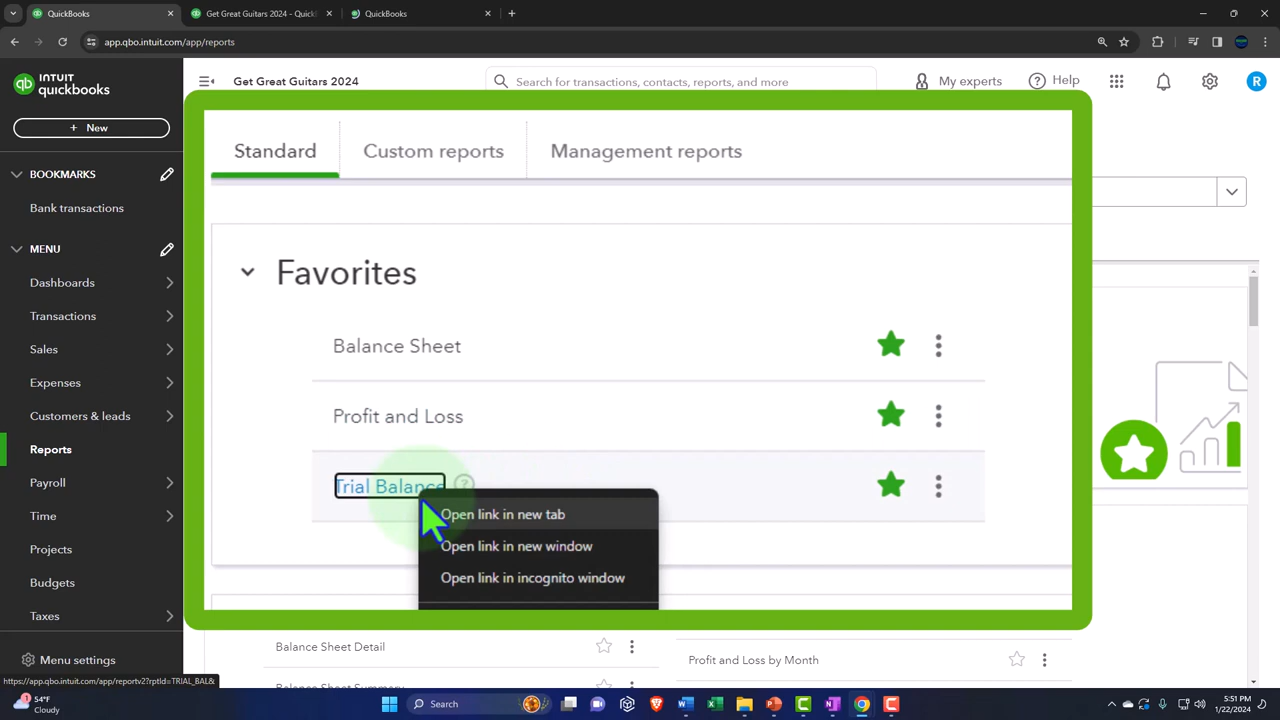 QuickBooks
Get Great Guitars 2024 - Quick
QuickBooks
app.qbo.intuit.com/app/reports
INTUIT
quickbooks
Get Great Guitars 2024
Search for transactions, contacts, reports, and more
My experts
Help
R
+ New
BOOKMARKS
Bank transactions
MENU
Dashboards
Transactions
Sales
Expenses
Customers & leads
Reports
Payroll
Time
Projects
Budgets
Taxes
Menu settings
Standard
Custom reports
Management reports
Favorites
Balance Sheet
Profit and Loss
Trial Balance
Open link in new tab
Open link in new window
Open link in incognito window
Balance Sheet Detail
Profit and Loss by Month
Balance Sheet Summary
https://app.qbo.intuit.com/app/reportv2?rptId=TRIAL_BAL&
54°F
Cloudy
Search
5:51 PM
1/22/2024